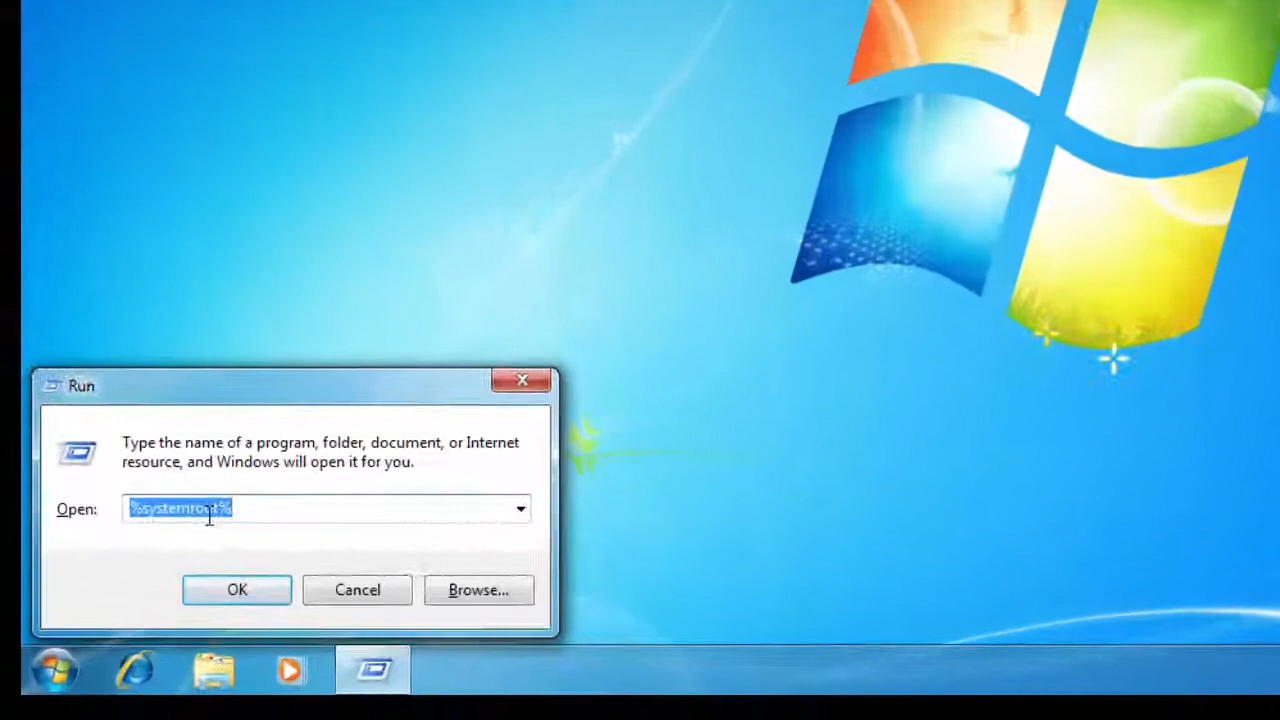 Run
Type the name of a program, folder, document, or Internet
resource, and Windows will open it for you.
Open: %systemroot%
OK Cancel Browse...